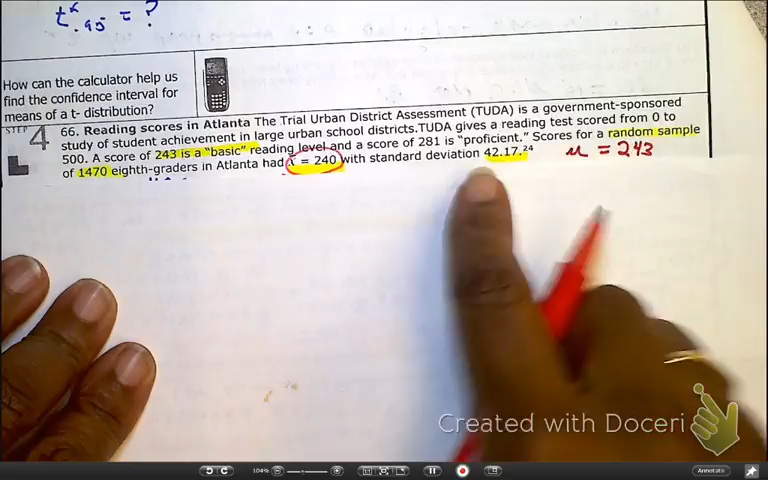 t*.95 = ?
How can the calculator help us
find the confidence interval for
means of a t- distribution?
STEP 4
66. Reading scores in Atlanta The Trial Urban District Assessment (TUDA) is a government-sponsored
study of student achievement in large urban school districts.TUDA gives a reading test scored from 0 to
500. A score of 243 is a "basic" reading level and a score of 281 is "proficient." Scores for a random sample
of 1470 eighth-graders in Atlanta had x̄ = 240 with standard deviation 42.17.24
μ = 243
Created with Doceri
104%
Annotate